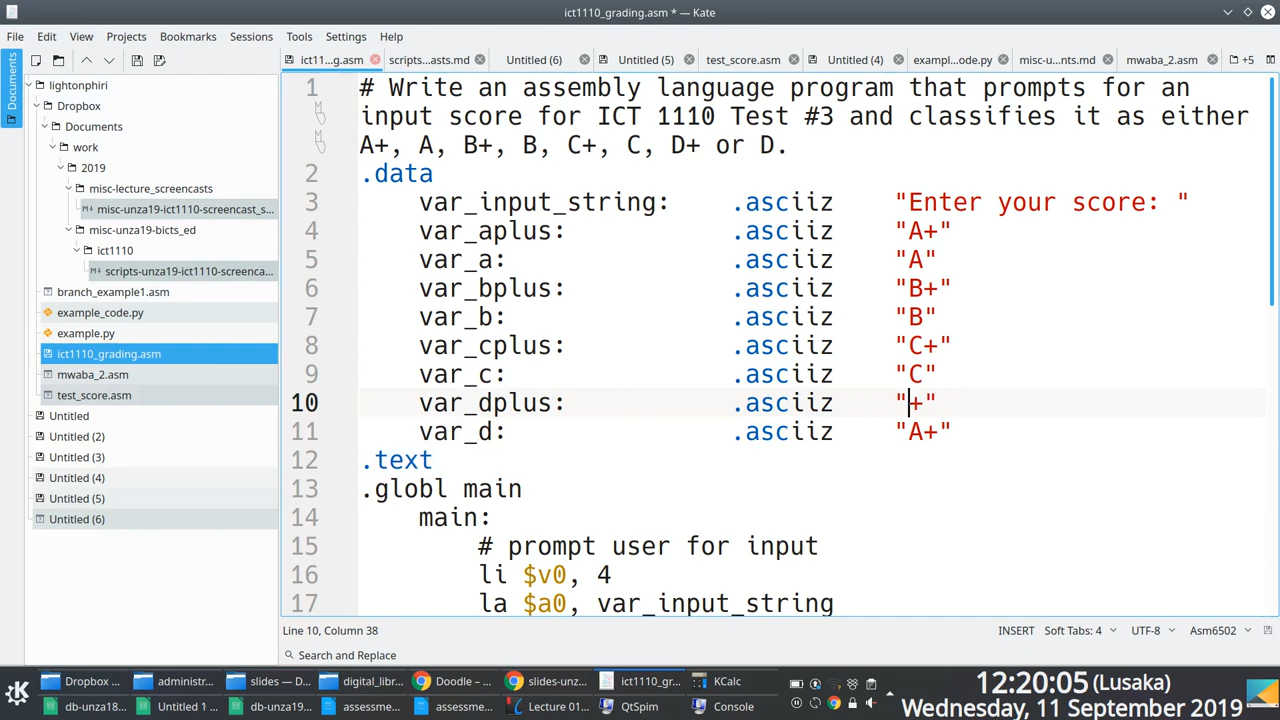 ict1110_grading.asm * — Kate
File Edit View Projects Bookmarks Sessions Tools Settings Help
Documents
ict11...g.asm scripts...asts.md Untitled (6) Untitled (5) test_score.asm Untitled (4) exampl...ode.py misc-u...nts.md mwaba_2.asm +5
lightonphiri
Dropbox
Documents
work
2019
misc-lecture_screencasts
misc-unza19-ict1110-screencast_s...
misc-unza19-bicts_ed
ict1110
scripts-unza19-ict1110-screenca...
branch_example1.asm
example_code.py
example.py
ict1110_grading.asm
mwaba_2.asm
test_score.asm
Untitled
Untitled (2)
Untitled (3)
Untitled (4)
Untitled (5)
Untitled (6)
1 # Write an assembly language program that prompts for an
input score for ICT 1110 Test #3 and classifies it as either
A+, A, B+, B, C+, C, D+ or D.
2 .data
3 var_input_string: .asciiz "Enter your score: "
4 var_aplus: .asciiz "A+"
5 var_a: .asciiz "A"
6 var_bplus: .asciiz "B+"
7 var_b: .asciiz "B"
8 var_cplus: .asciiz "C+"
9 var_c: .asciiz "C"
10 var_dplus: .asciiz "+"
11 var_d: .asciiz "A+"
12 .text
13 .globl main
14 main:
15 # prompt user for input
16 li $v0, 4
17 la $a0, var_input_string
Line 10, Column 38 INSERT Soft Tabs: 4 UTF-8 Asm6502
Search and Replace
Dropbox ... administr... slides — D... digital_libr... Doodle – ... slides-unz... ict1110_gr... KCalc
db-unza18... Untitled 1 ... db-unza19... assessme... assessme... Lecture 01... QtSpim Console
12:20:05 (Lusaka)
Wednesday, 11 September 2019